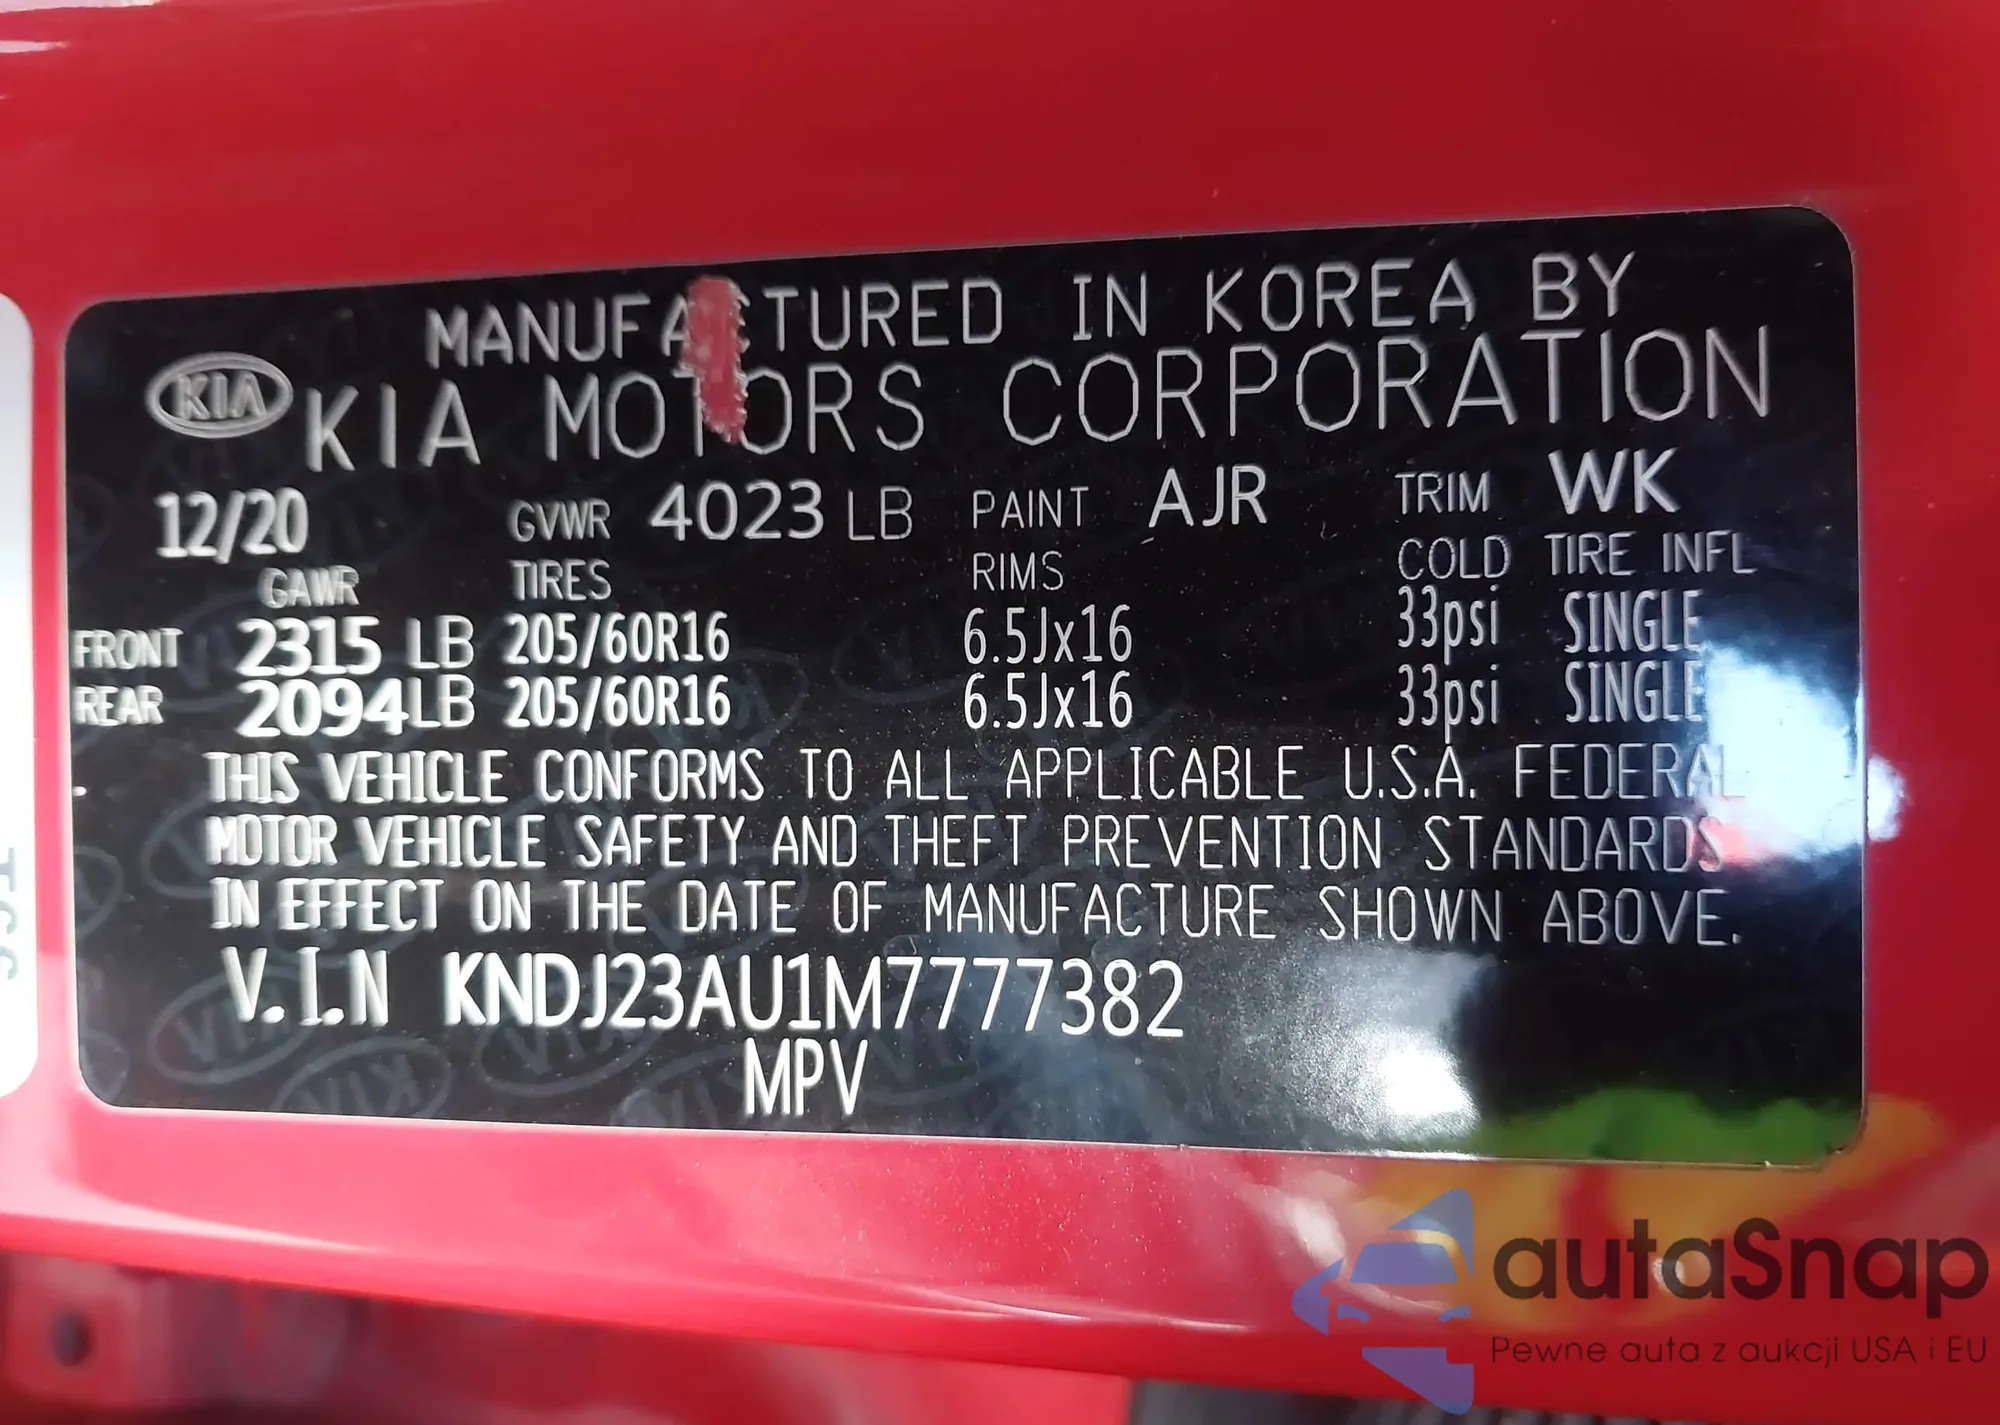 MANUFACTURED IN KOREA BY
KIA KIA MOTORS CORPORATION
12/20 GVWR 4023 LB PAINT AJR TRIM WK
GAWR TIRES RIMS COLD TIRE INFL
FRONT 2315 LB 205/60R16 6.5Jx16 33psi SINGLE
REAR 2094LB 205/60R16 6.5Jx16 33psi SINGLE
THIS VEHICLE CONFORMS TO ALL APPLICABLE U.S.A. FEDERAL
MOTOR VEHICLE SAFETY AND THEFT PREVENTION STANDARDS
IN EFFECT ON THE DATE OF MANUFACTURE SHOWN ABOVE.
V.I.N KNDJ23AU1M7777382
MPV
autaSnap
Pewne auta z aukcji USA i EU